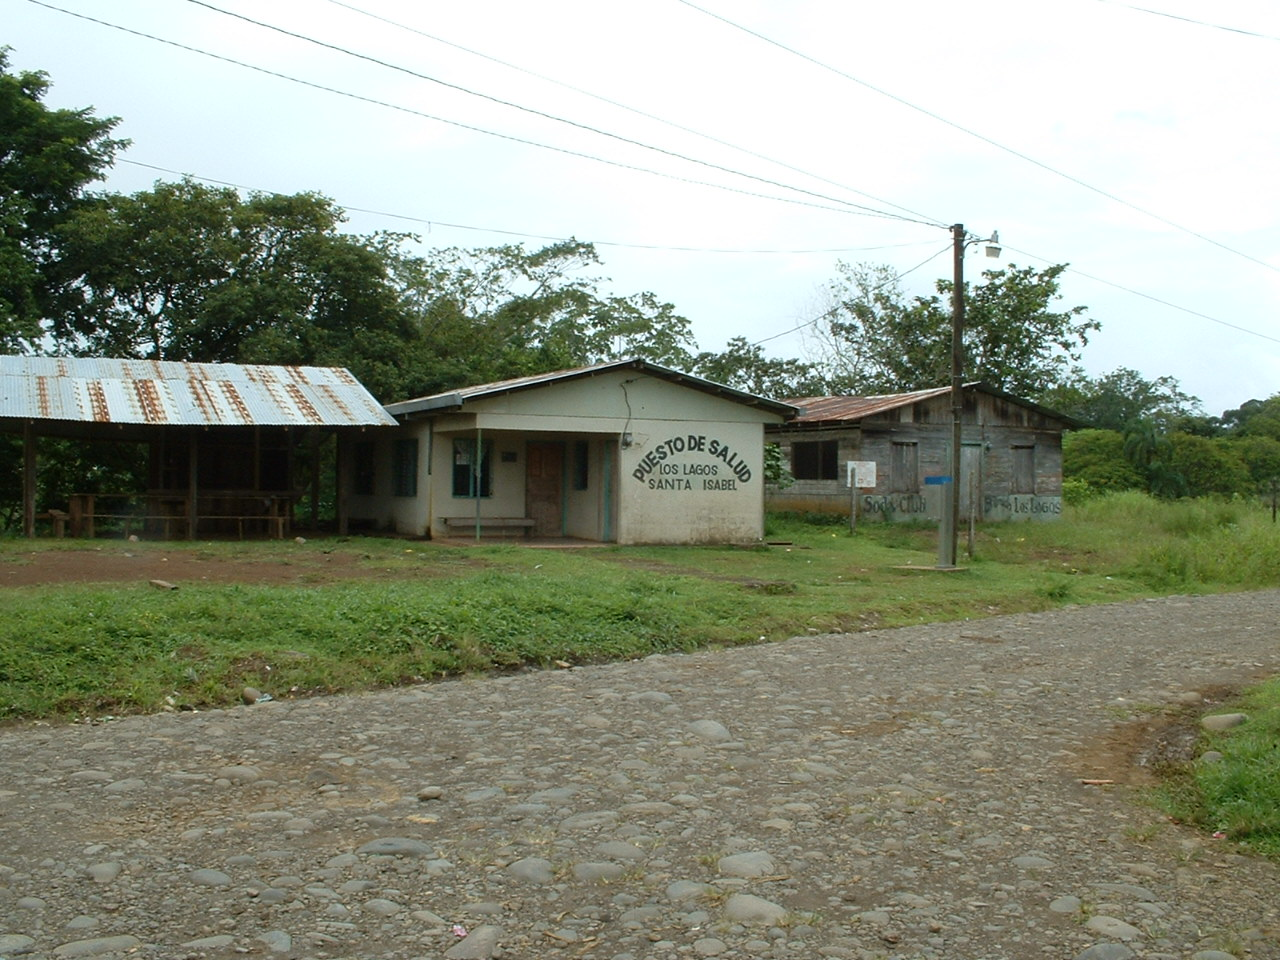 PUESTO DE SALUD
LOS LAGOS
SANTA ISABEL
Soda Club
Los LAGOS